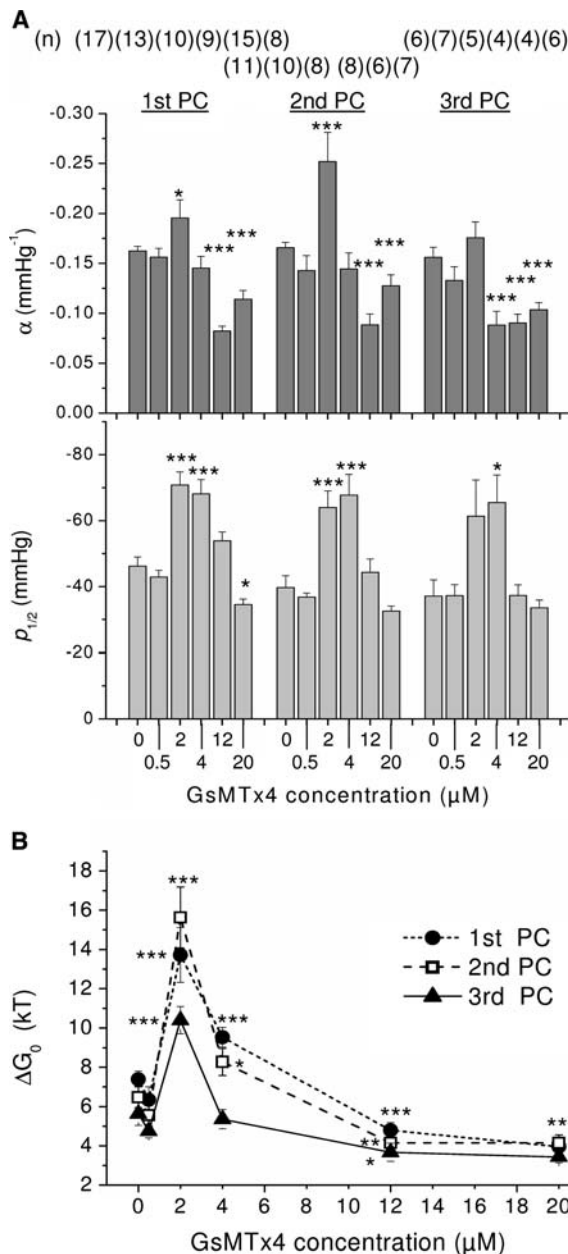 A
(n) (17)(13)(10)(9)(15)(8) (6)(7)(5)(4)(4)(6)
(11)(10)(8) (8)(6)(7)
1st PC 2nd PC 3rd PC
-0.30
-0.25
-0.20
-0.15
-0.10
-0.05
0.00
α (mmHg⁻¹)
* *** ***
*** *** ***
*** *** ***
-80
-60
-40
-20
0
p1/2 (mmHg)
*** *** *
*** ***
*
0 2 12 0 2 12 0 2 12
0.5 4 20 0.5 4 20 0.5 4 20
GsMTx4 concentration (µM)
B
18
16
14
12
10
8
6
4
2
ΔG0 (kT)
***
***
***
***
*
***
**
*
**
1st PC
2nd PC
3rd PC
0 2 4 6 8 10 12 14 16 18 20
GsMTx4 concentration (µM)